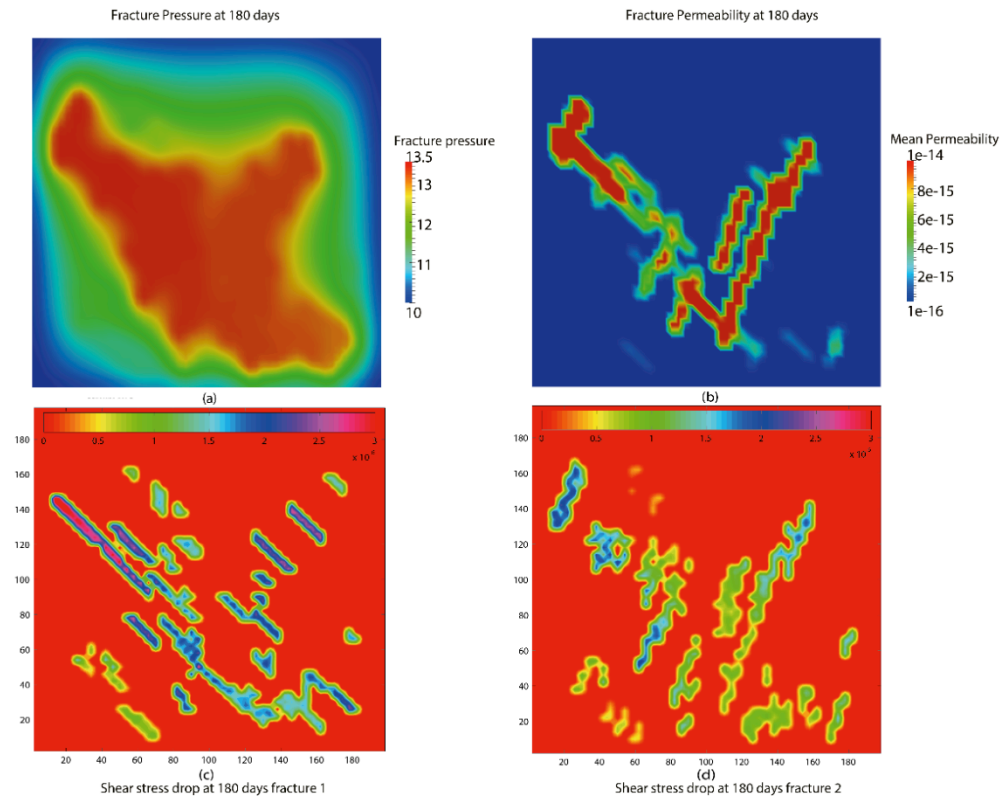 Fracture Pressure at 180 days
Fracture Permeability at 180 days
Fracture pressure
13.5
13
12
11
10
Mean Permeability
1e-14
8e-15
6e-15
4e-15
2e-15
1e-16
(a)
(b)
0 0.5 1 1.5 2 2.5 3
180
160
140
120
100
80
60
40
20
20 40 60 80 100 120 140 160 180
(c)
Shear stress drop at 180 days fracture 1
0 0.5 1 1.5 2 2.5 3
180
160
140
120
100
80
60
40
20
20 40 60 80 100 120 140 160 180
(d)
Shear stress drop at 180 days fracture 2